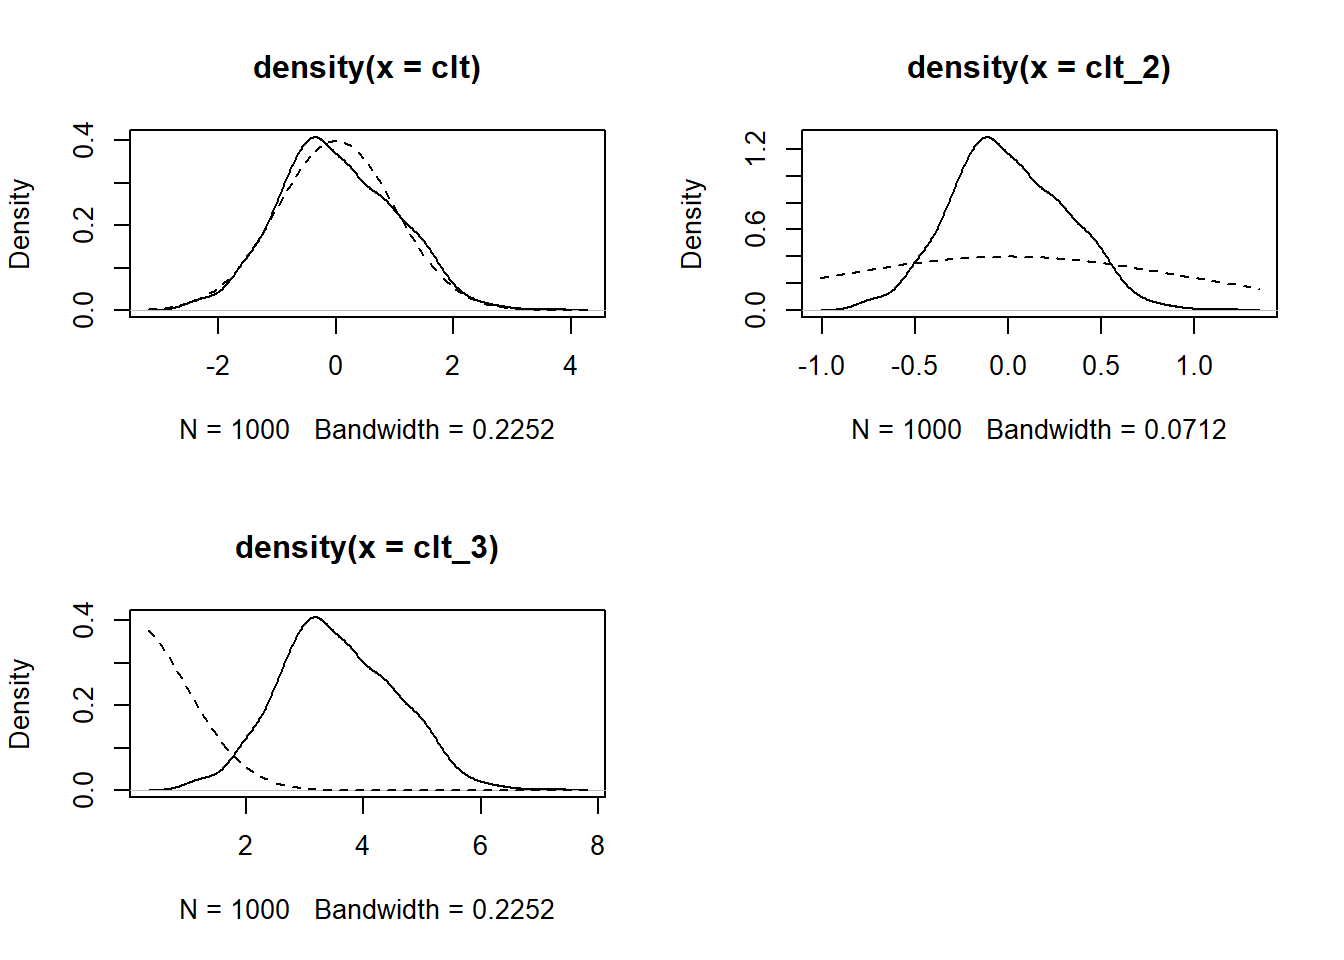 density(x = clt)
Density
0.0 0.2 0.4
-2 0 2 4
N = 1000 Bandwidth = 0.2252
density(x = clt_2)
Density
0.0 0.6 1.2
-1.0 -0.5 0.0 0.5 1.0
N = 1000 Bandwidth = 0.0712
density(x = clt_3)
Density
0.0 0.2 0.4
2 4 6 8
N = 1000 Bandwidth = 0.2252